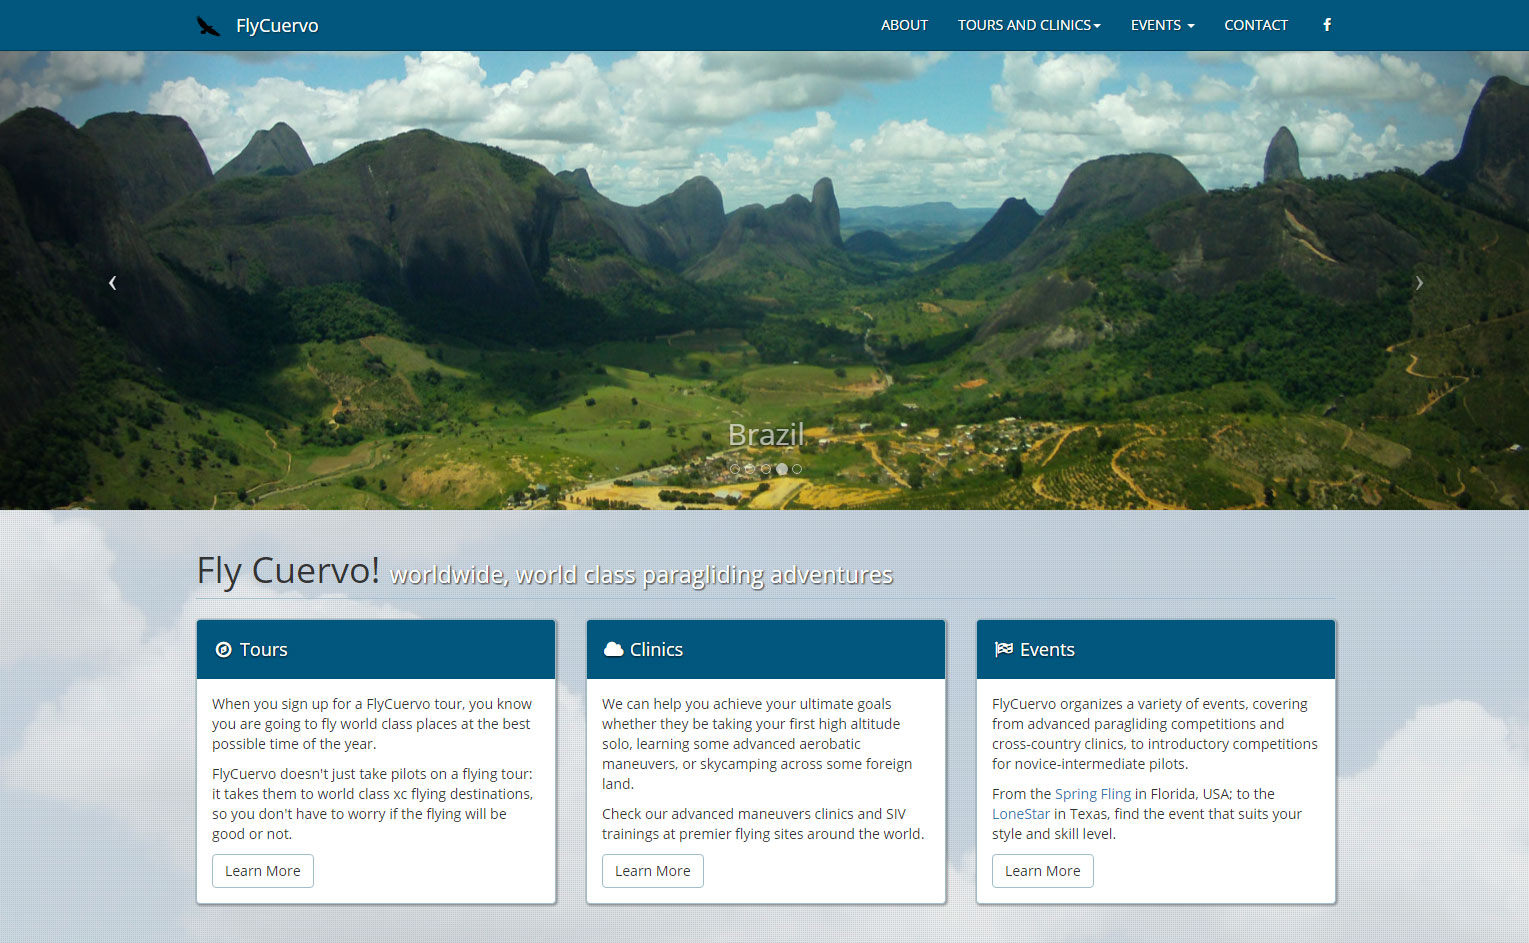 FlyCuervo
ABOUT
TOURS AND CLINICS
EVENTS
CONTACT
Brazil
Fly Cuervo! worldwide, world class paragliding adventures
Tours
When you sign up for a FlyCuervo tour, you know
you are going to fly world class places at the best
possible time of the year.
FlyCuervo doesn't just take pilots on a flying tour:
it takes them to world class xc flying destinations,
so you don't have to worry if the flying will be
good or not.
Learn More
Clinics
We can help you achieve your ultimate goals
whether they be taking your first high altitude
solo, learning some advanced aerobatic
maneuvers, or skycamping across some foreign
land.
Check our advanced maneuvers clinics and SIV
trainings at premier flying sites around the world.
Learn More
Events
FlyCuervo organizes a variety of events, covering
from advanced paragliding competitions and
cross-country clinics, to introductory competitions
for novice-intermediate pilots.
From the Spring Fling in Florida, USA; to the
LoneStar in Texas, find the event that suits your
style and skill level.
Learn More